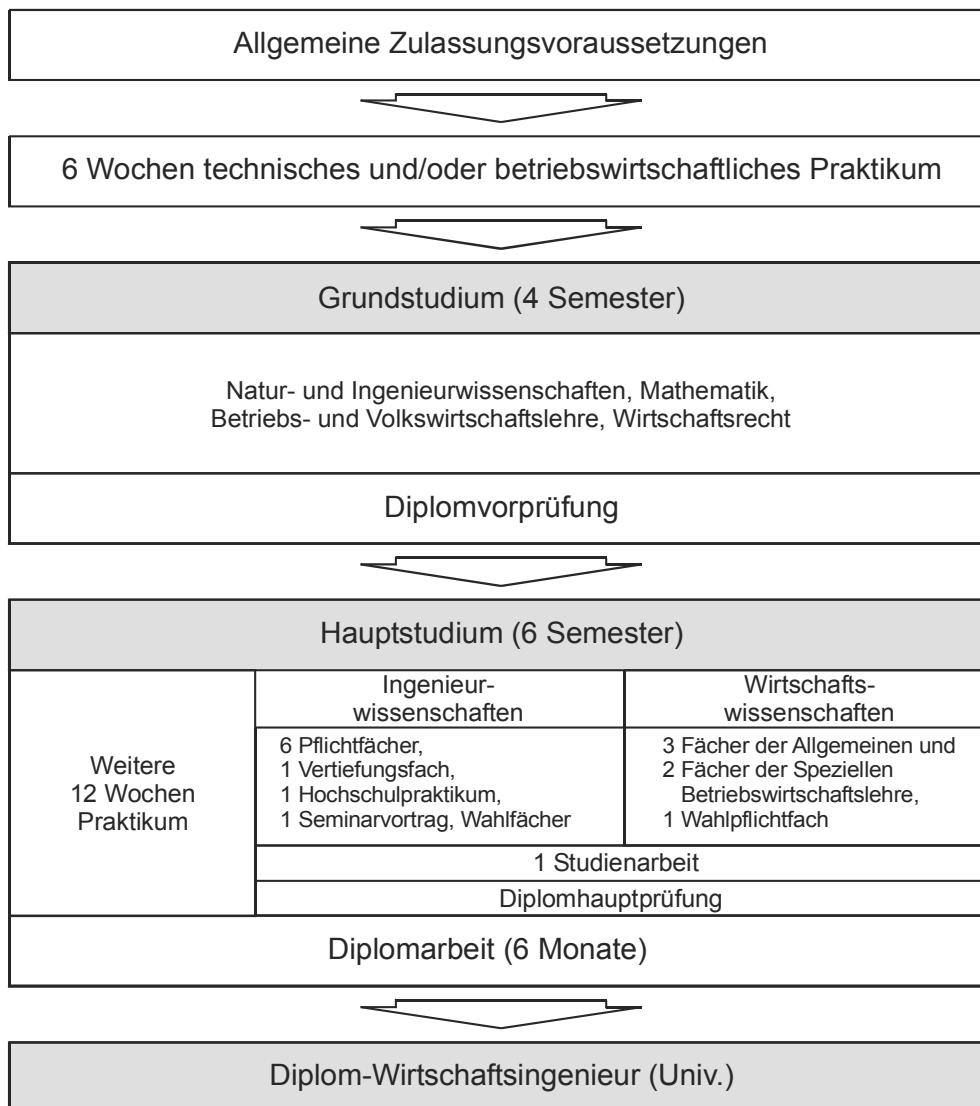 Allgemeine Zulassungsvoraussetzungen
6 Wochen technisches und/oder betriebswirtschaftliches Praktikum
Grundstudium (4 Semester)
Natur- und Ingenieurwissenschaften, Mathematik,
Betriebs- und Volkswirtschaftslehre, Wirtschaftsrecht
Diplomvorprüfung
Hauptstudium (6 Semester)
Weitere
12 Wochen
Praktikum
Ingenieur-
wissenschaften
6 Pflichtfächer,
1 Vertiefungsfach,
1 Hochschulpraktikum,
1 Seminarvortrag, Wahlfächer
Wirtschafts-
wissenschaften
3 Fächer der Allgemeinen und
2 Fächer der Speziellen
Betriebswirtschaftslehre,
1 Wahlpflichtfach
1 Studienarbeit
Diplomhauptprüfung
Diplomarbeit (6 Monate)
Diplom-Wirtschaftsingenieur (Univ.)